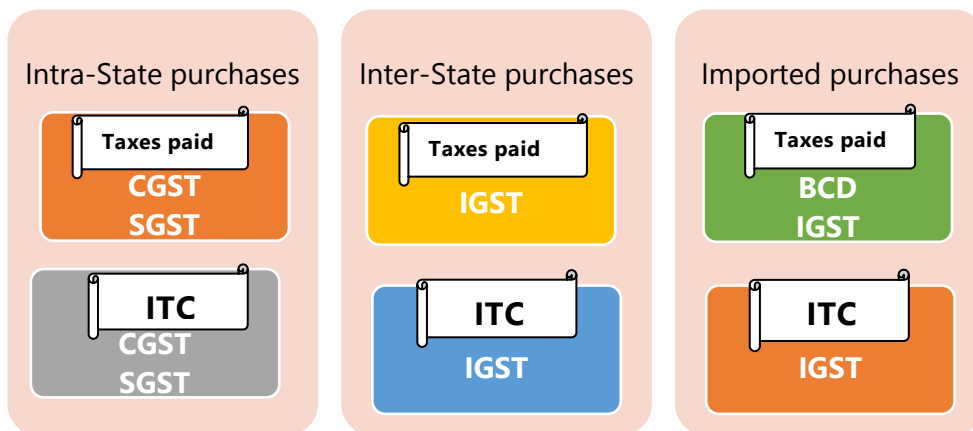 Intra-State purchases
Taxes paid
CGST
SGST
ITC
CGST
SGST
Inter-State purchases
Taxes paid
IGST
ITC
IGST
Imported purchases
Taxes paid
BCD
IGST
ITC
IGST